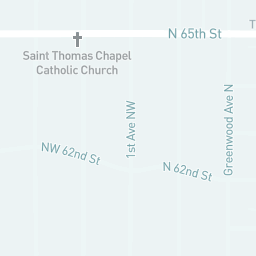 T
N 65th St
Saint Thomas Chapel
Catholic Church
1st Ave NW
Greenwood Ave N
NW 62nd St
N 62nd St